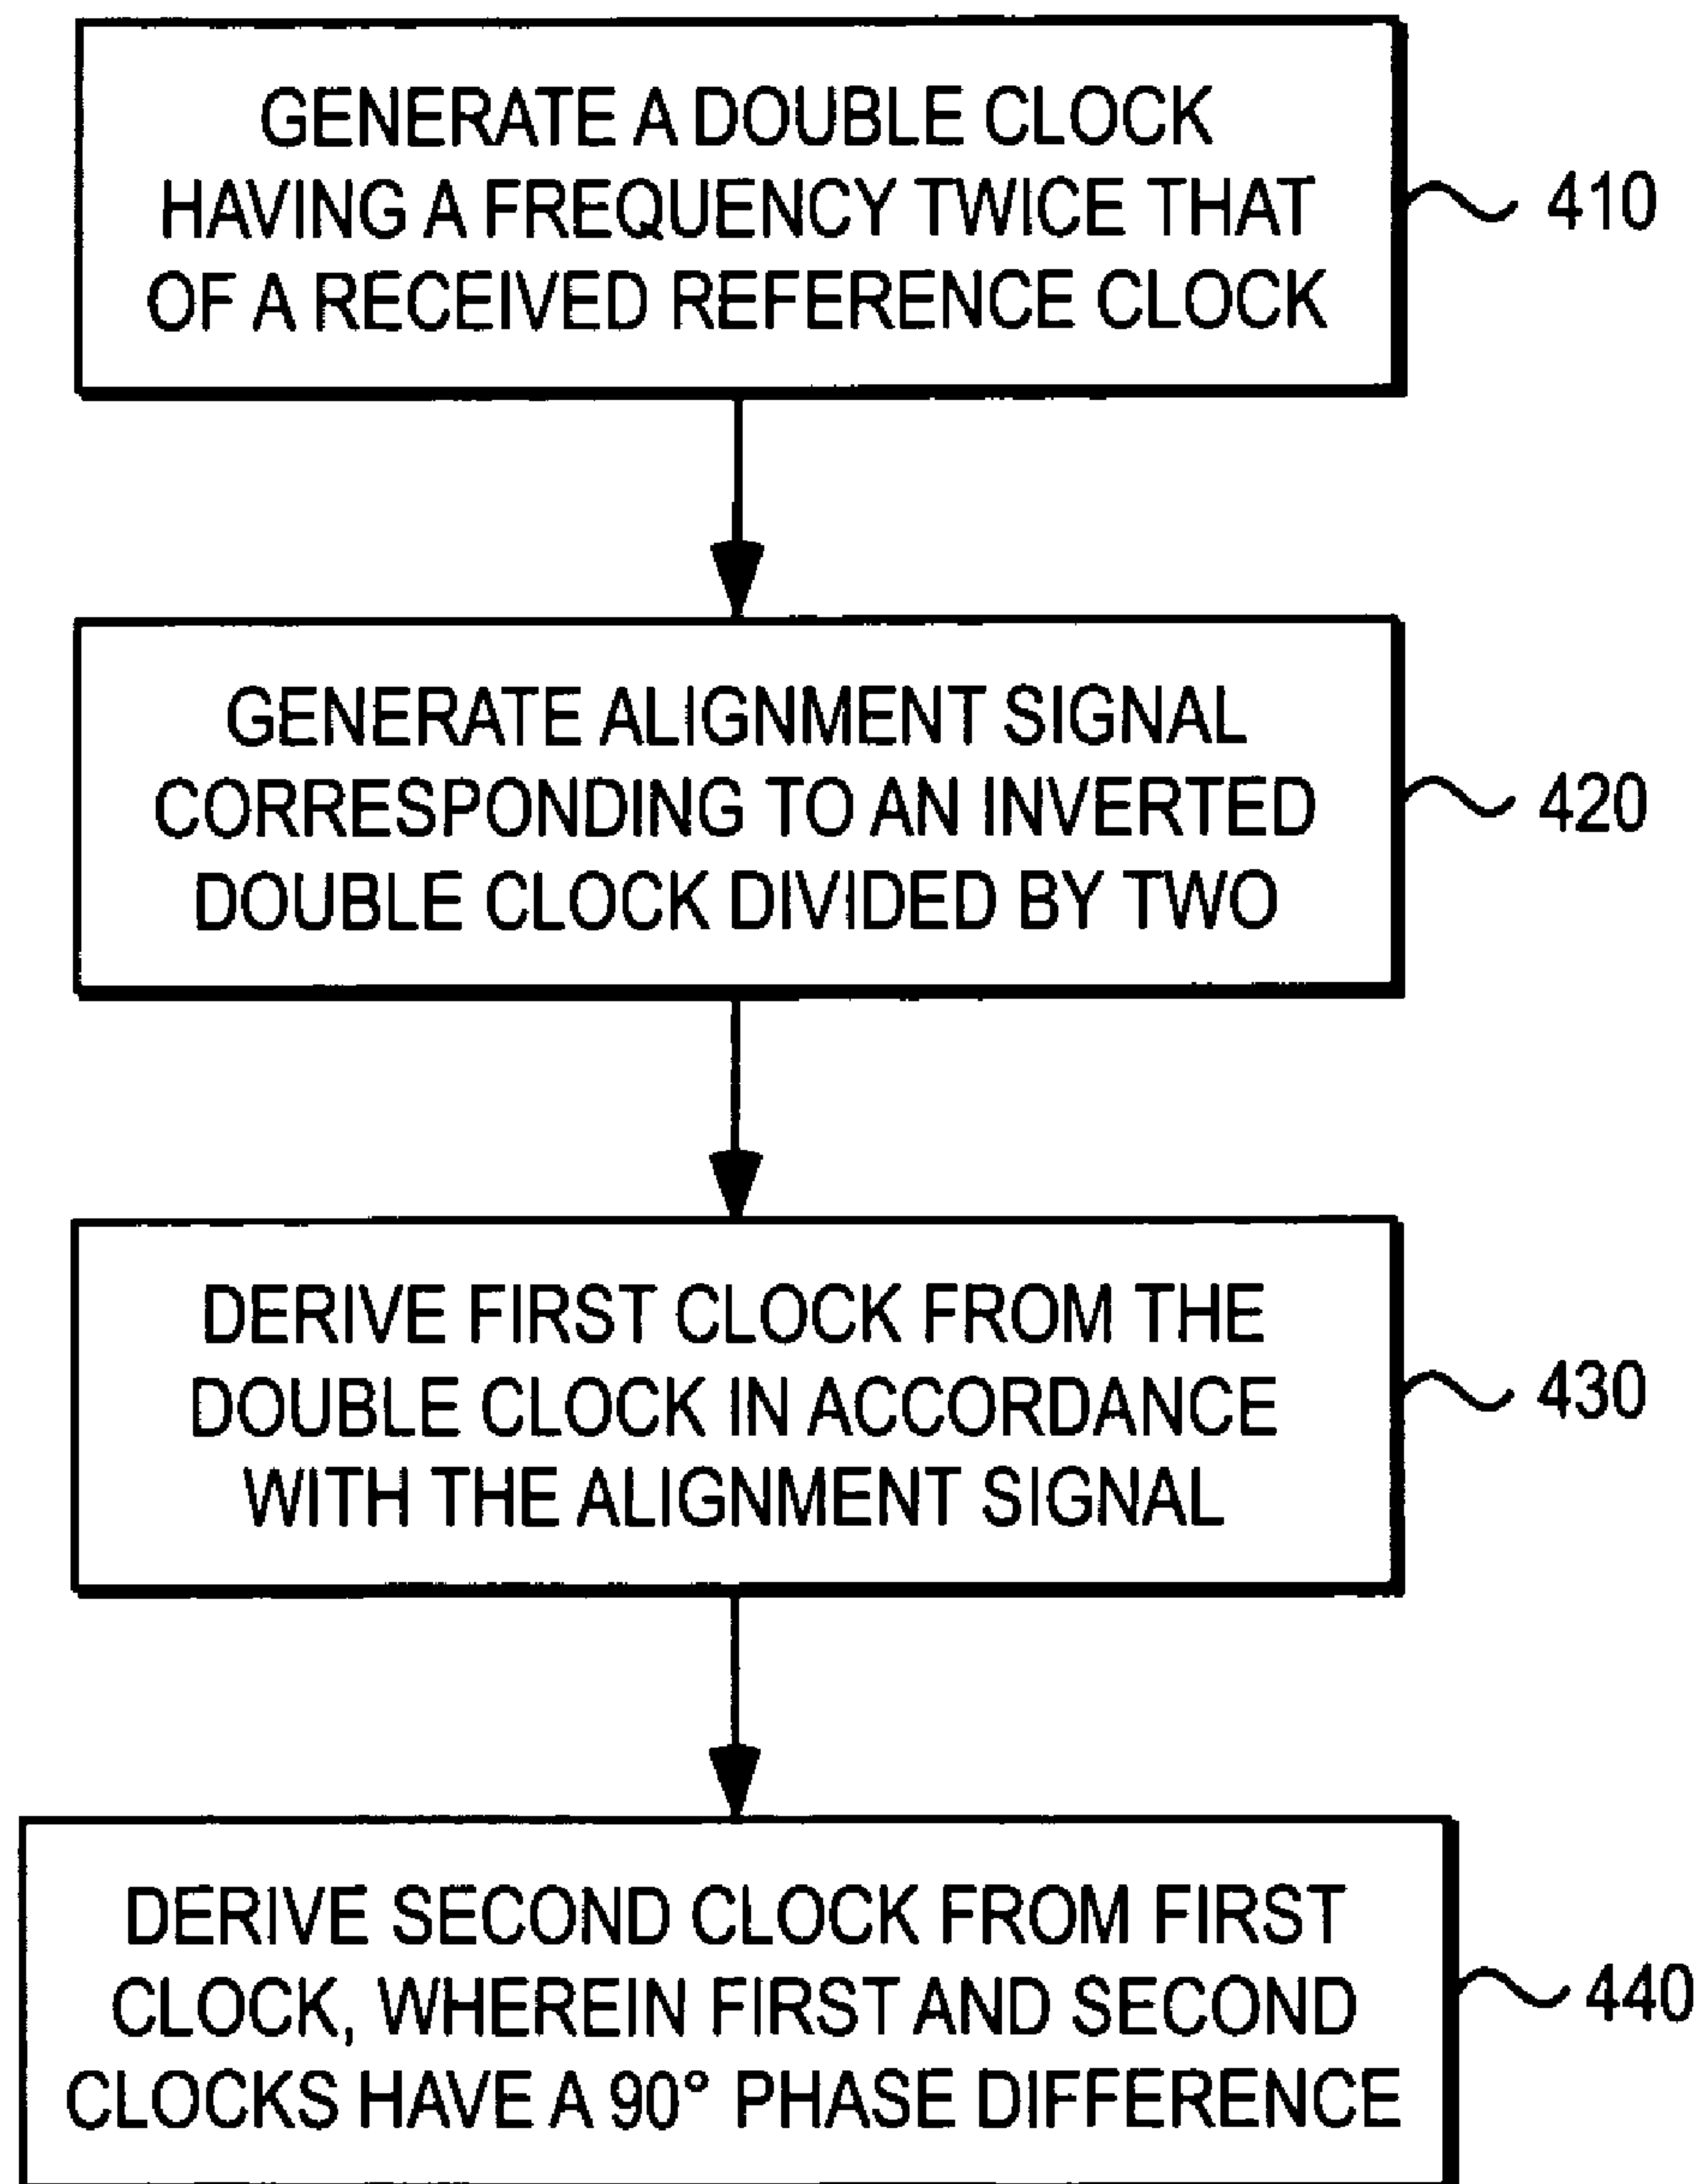 GENERATE A DOUBLE CLOCK
HAVING A FREQUENCY TWICE THAT
OF A RECEIVED REFERENCE CLOCK
410
GENERATE ALIGNMENT SIGNAL
CORRESPONDING TO AN INVERTED
DOUBLE CLOCK DIVIDED BY TWO
420
DERIVE FIRST CLOCK FROM THE
DOUBLE CLOCK IN ACCORDANCE
WITH THE ALIGNMENT SIGNAL
430
DERIVE SECOND CLOCK FROM FIRST
CLOCK, WHEREIN FIRST AND SECOND
CLOCKS HAVE A 90° PHASE DIFFERENCE
440